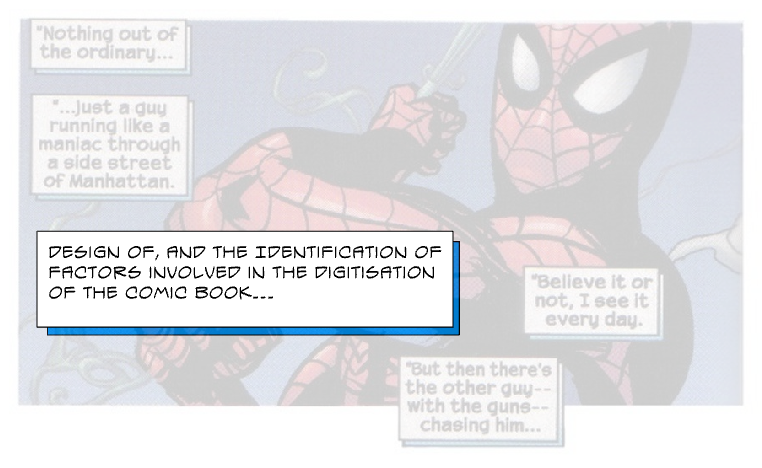 "Nothing out of
the ordinary...
"...just a guy
running like a
maniac through
a side street
of Manhattan.
DESIGN OF, AND THE IDENTIFICATION OF
FACTORS INVOLVED IN THE DIGITISATION
OF THE COMIC BOOK...
"Believe it or
not, I see it
every day.
"But then there's
the other guy--
with the guns--
chasing him...